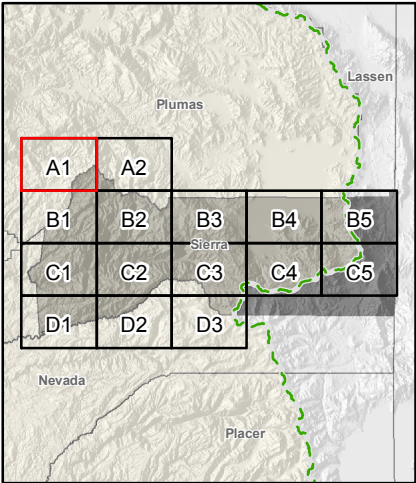 Lassen
Plumas
A1 A2
B1 B2 B3 B4 B5
Sierra
C1 C2 C3 C4 C5
D1 D2 D3
Nevada
Placer